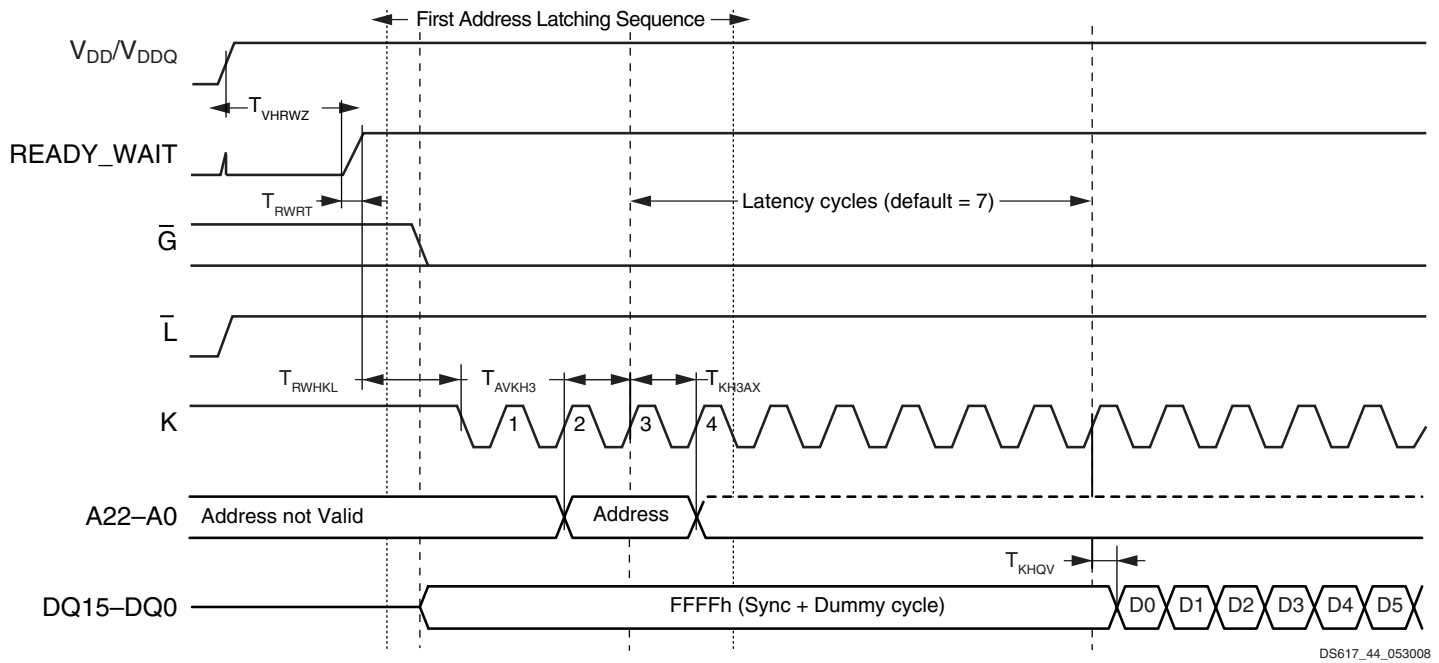 First Address Latching Sequence
VDD/VDDQ
TVHRWZ
READY_WAIT
TRWRT
Latency cycles (default = 7)
G
L
TRWHKL
TAVKH3
TKH3AX
K
1 2 3 4
A22–A0
Address not Valid
Address
TKHQV
DQ15–DQ0
FFFFh (Sync + Dummy cycle)
D0 D1 D2 D3 D4 D5
DS617_44_053008